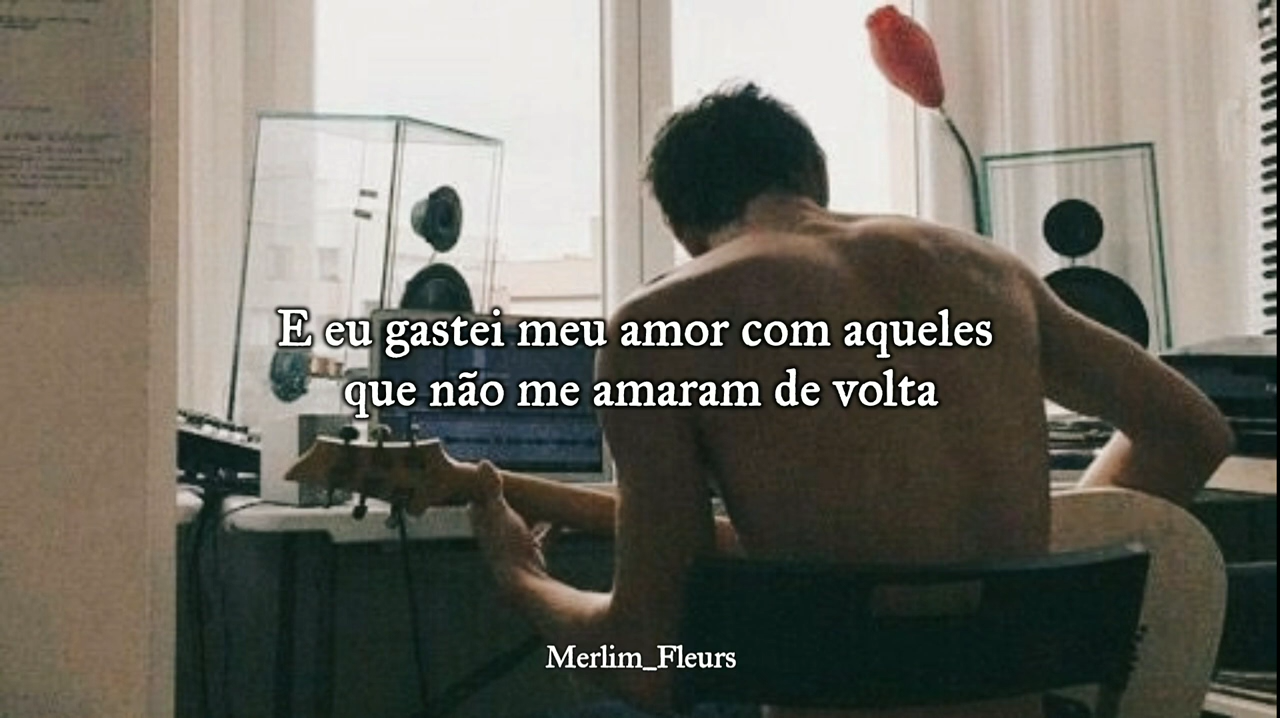 E eu gastei meu amor com aqueles
que não me amaram de volta
Merlim_Fleurs